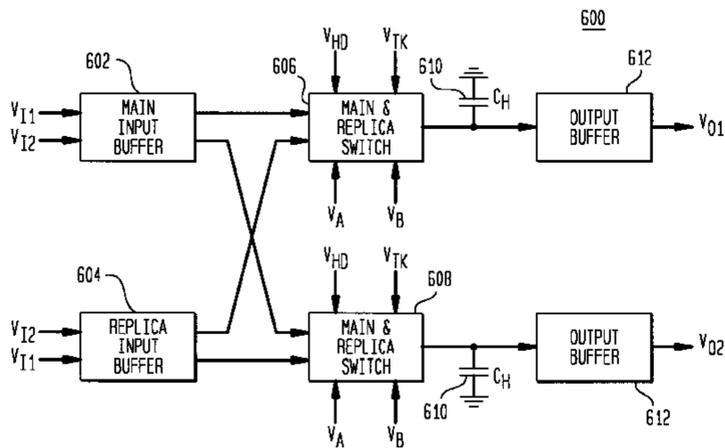 600
602
V_I1
V_I2
MAIN
INPUT
BUFFER
606
V_HD
V_TK
MAIN &
REPLICA
SWITCH
V_A
V_B
610
C_H
612
OUTPUT
BUFFER
V_O1
604
V_I2
V_I1
REPLICA
INPUT
BUFFER
V_HD
V_TK
608
MAIN &
REPLICA
SWITCH
V_A
V_B
610
C_H
OUTPUT
BUFFER
612
V_O2